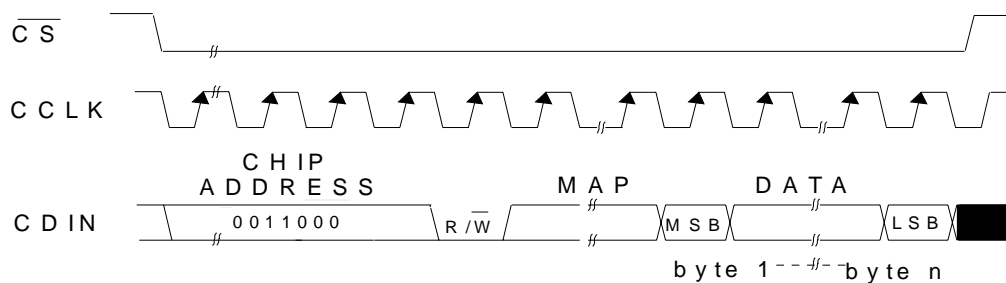 CS
CCLK
CHIP
ADDRESS
MAP
DATA
CDIN
0011000
R/W
MSB
LSB
byte 1
byte n